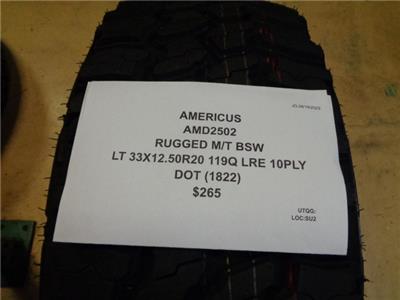 AMERICUS
AMD2502
RUGGED M/T BSW
LT 33X12.50R20 119Q LRE 10PLY
DOT (1822)
$265
UTQG:
LOC:SU2